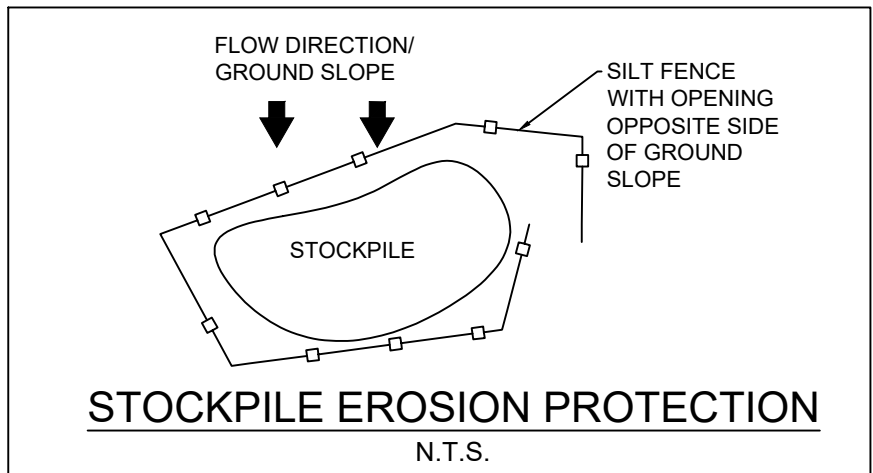 FLOW DIRECTION/
GROUND SLOPE
SILT FENCE
WITH OPENING
OPPOSITE SIDE
OF GROUND
SLOPE
STOCKPILE
STOCKPILE EROSION PROTECTION
N.T.S.